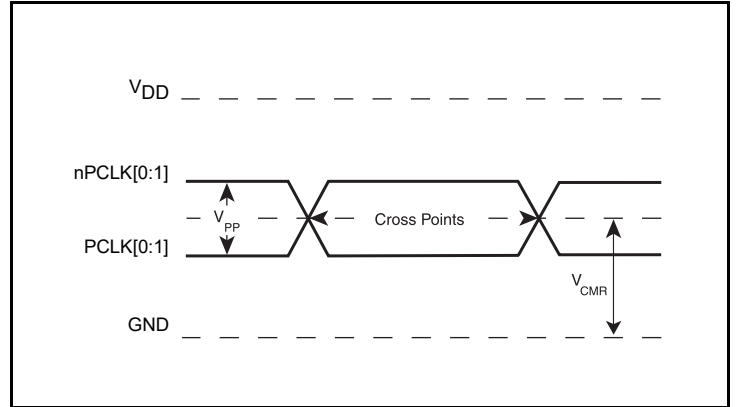 VDD
nPCLK[0:1]
VPP
Cross Points
PCLK[0:1]
VCMR
GND